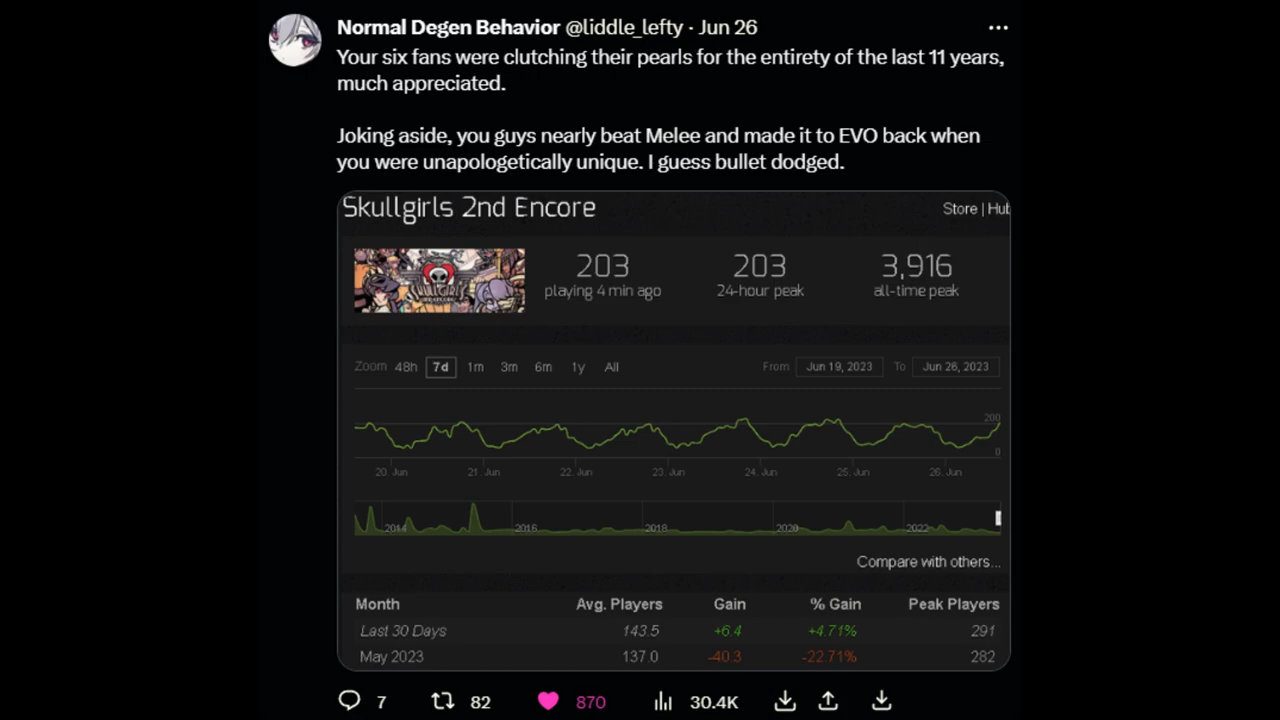 Normal Degen Behavior @liddle_lefty · Jun 26
Your six fans were clutching their pearls for the entirety of the last 11 years,
much appreciated.
Joking aside, you guys nearly beat Melee and made it to EVO back when
you were unapologetically unique. I guess bullet dodged.
Skullgirls 2nd Encore
Store | Hub
SKULLGIRLS
203 203 3,916
playing 4 min ago 24-hour peak all-time peak
Zoom 48h 7d 1m 3m 6m 1y All From Jun 19, 2023 To Jun 26, 2023
200
0
20. Jun 21. Jun 22. Jun 23. Jun 24. Jun 25. Jun 26. Jun
2014 2016 2018 2020 2022
Compare with others...
Month Avg. Players Gain % Gain Peak Players
Last 30 Days 143.5 +6.4 +4.71% 291
May 2023 137.0 -40.3 -22.71% 282
7 82 870 30.4K